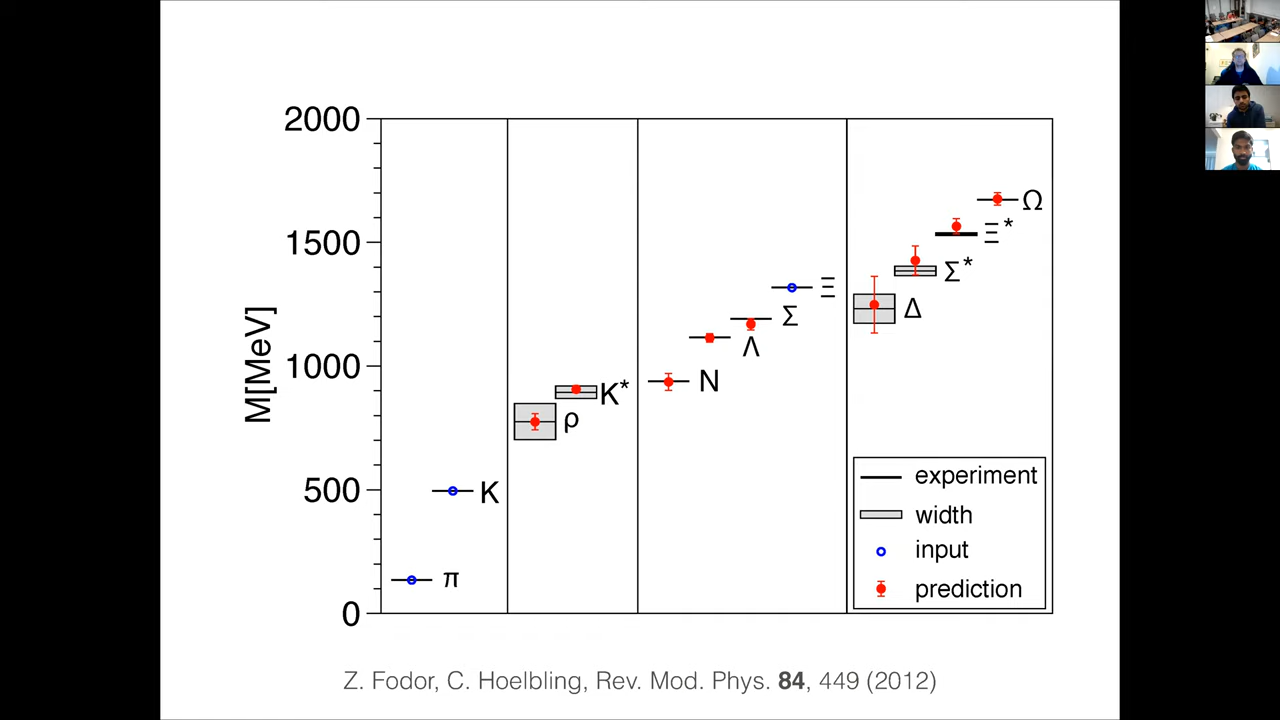 2000
1500
1000
500
0
M[MeV]
π
K
ρ
K*
N
Λ
Σ
Ξ
Δ
Σ*
Ξ*
Ω
experiment
width
input
prediction
Z. Fodor, C. Hoelbling, Rev. Mod. Phys. 84, 449 (2012)